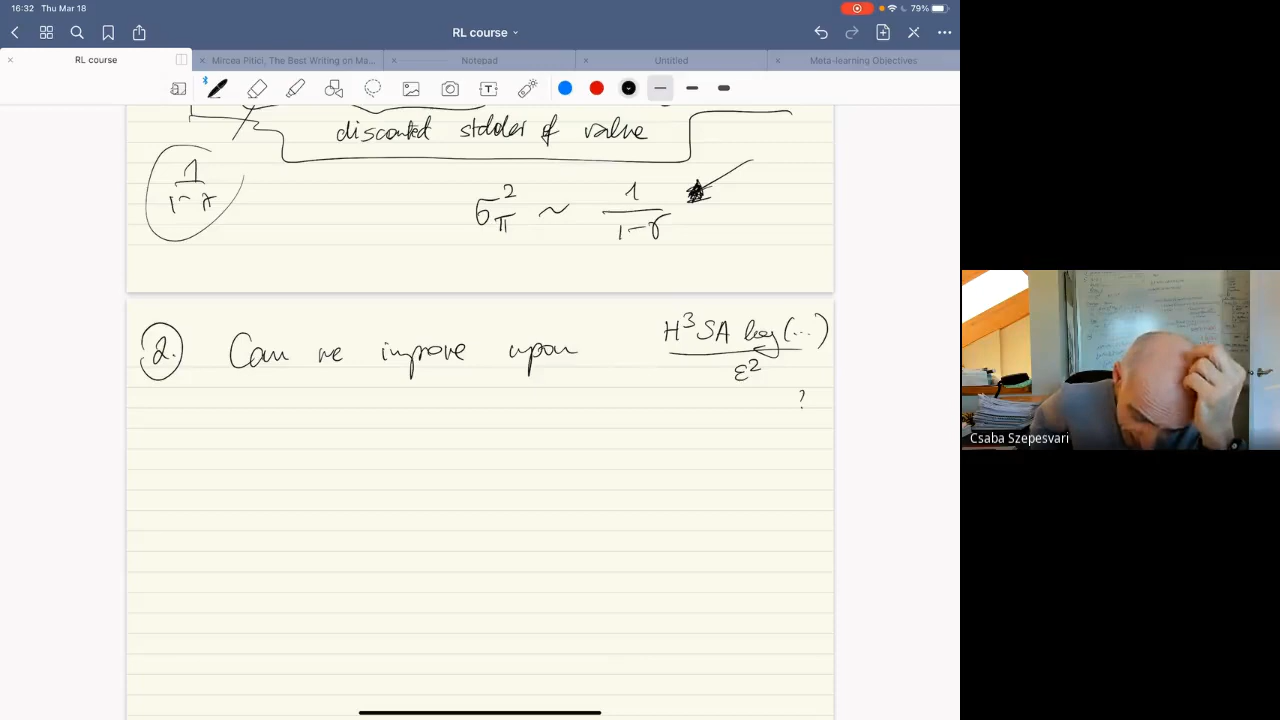 16:32 Thu Mar 18
79%
RL course
RL course
Mircea Pitici, The Best Writing on Ma...
Notepad
Untitled
Meta-learning Objectives
discounted stddev of value
1/(1-γ)
σ²_π ~ 1/(1-γ)
2. Can we improve upon H³SA log(...)/ε² ?
Csaba Szepesvari